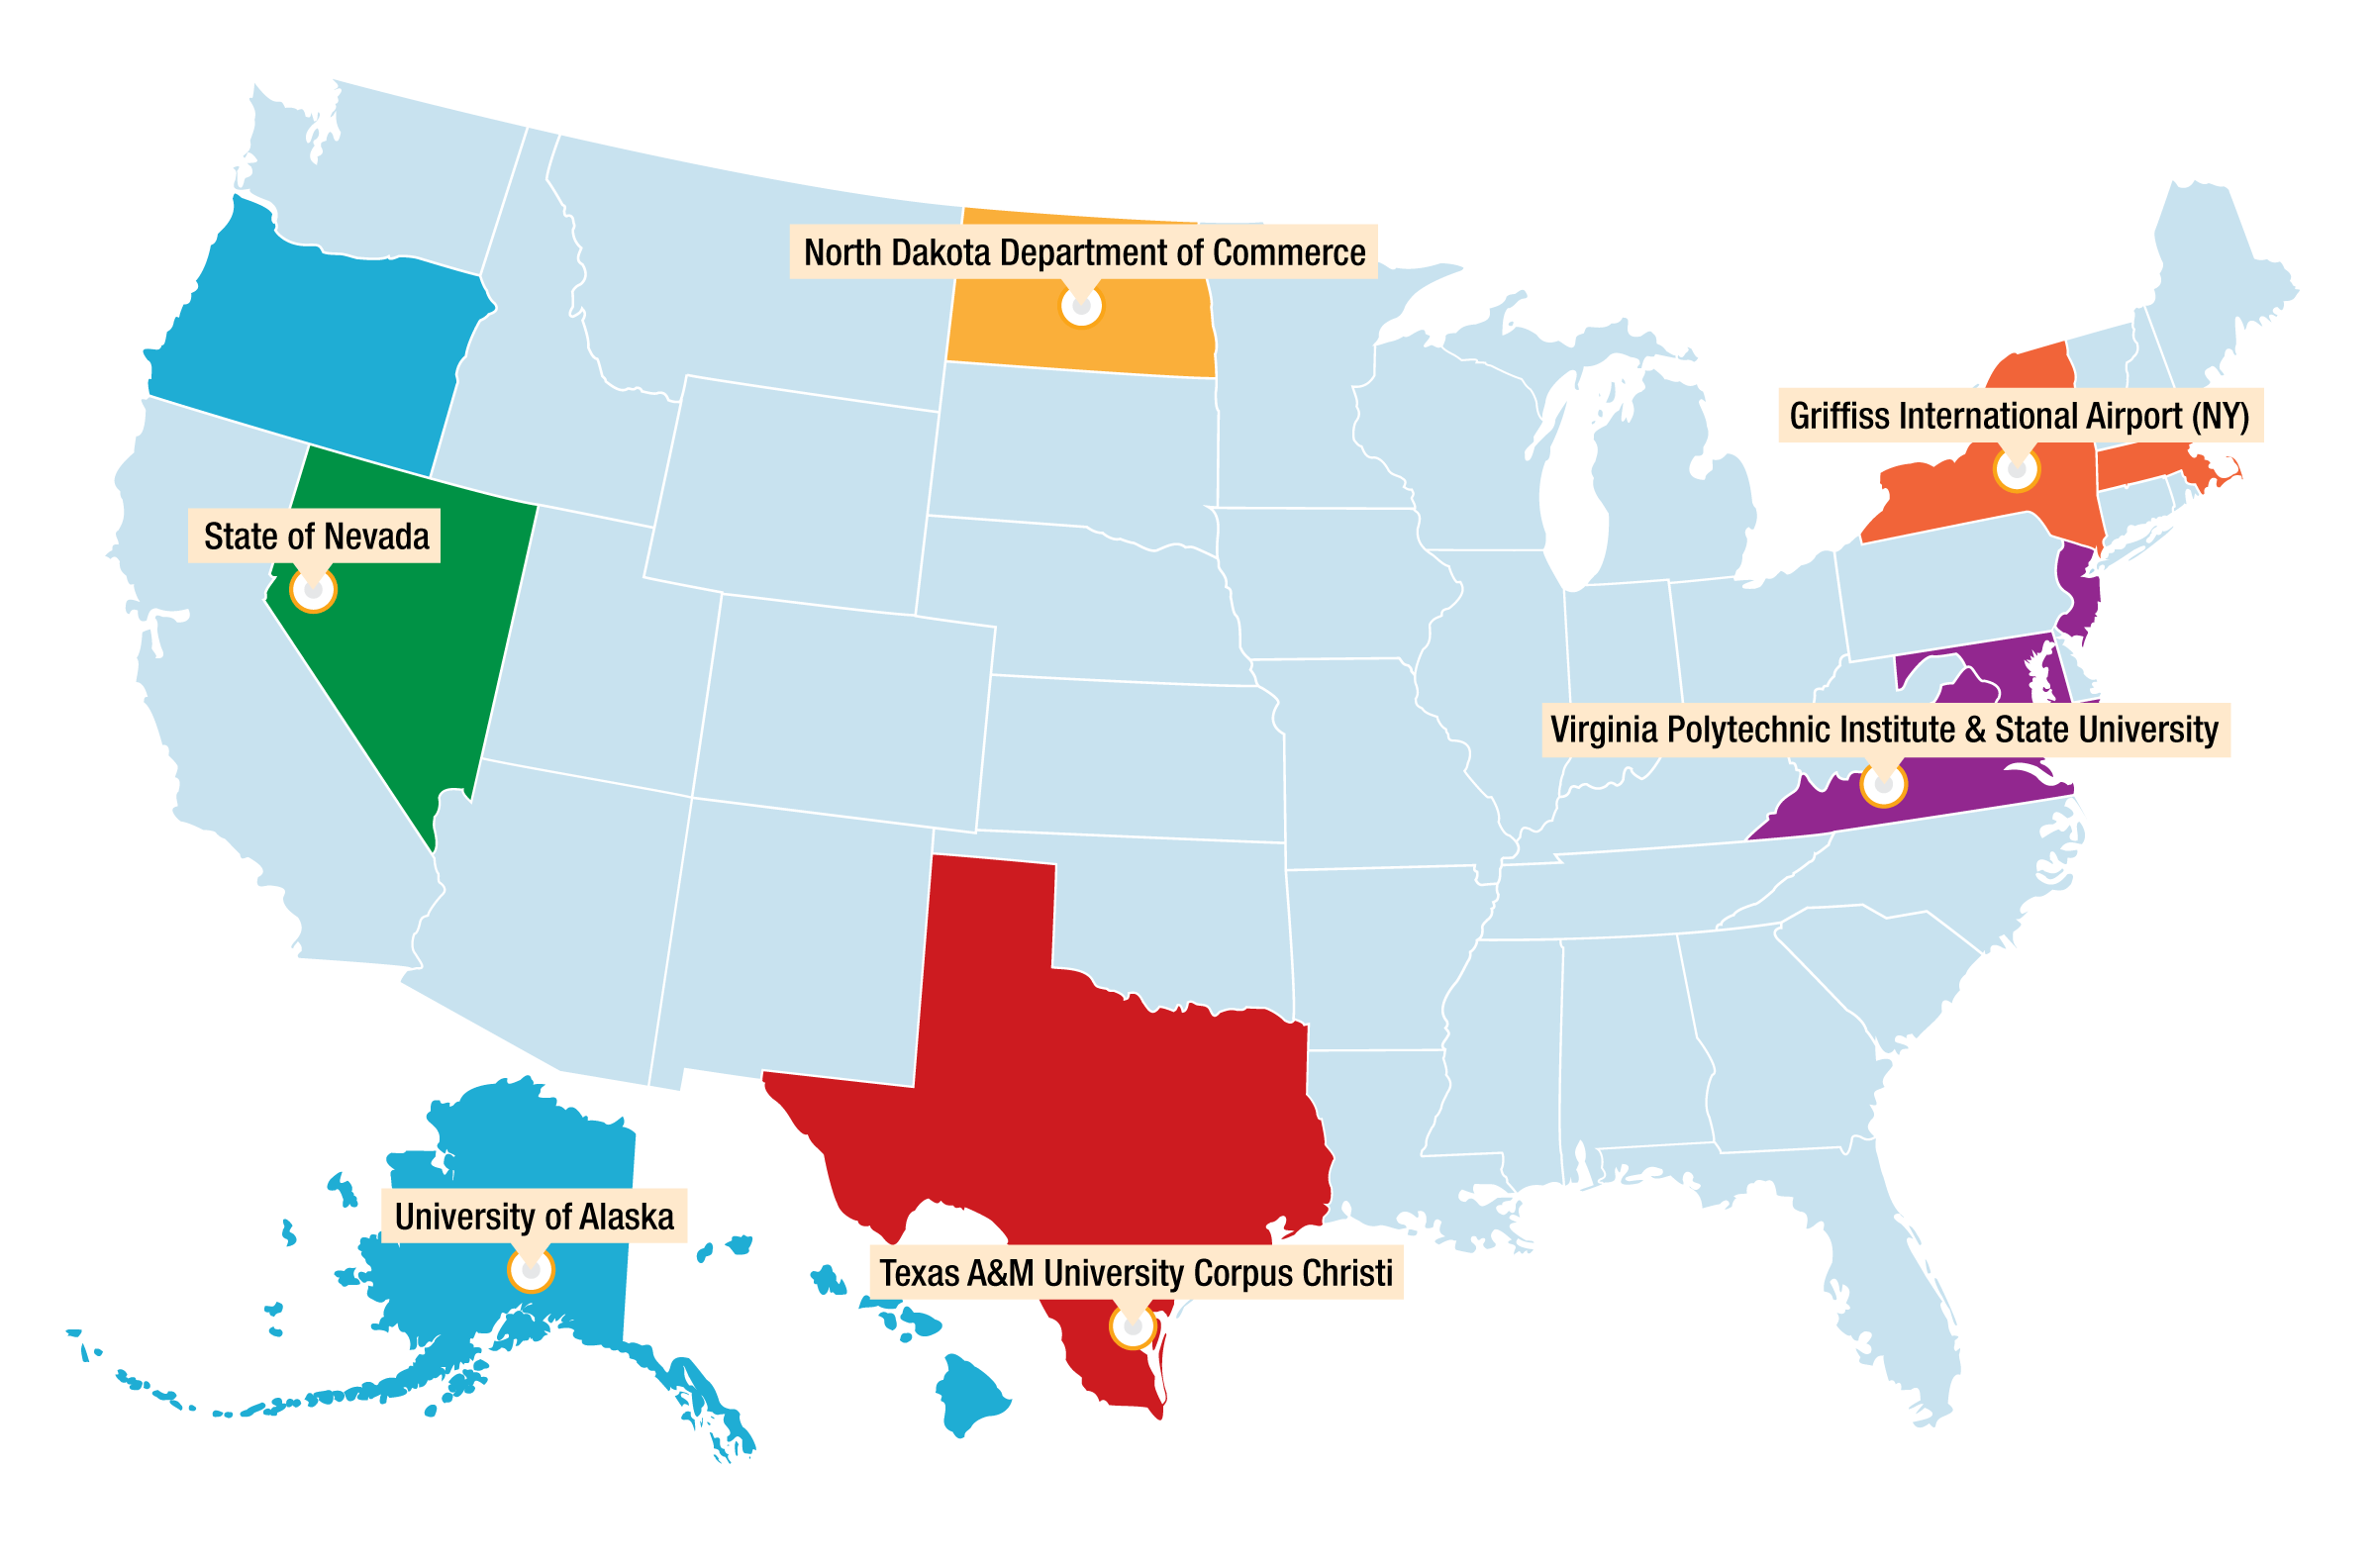 North Dakota Department of Commerce
Griffiss International Airport (NY)
State of Nevada
Virginia Polytechnic Institute & State University
University of Alaska
Texas A&M University Corpus Christi